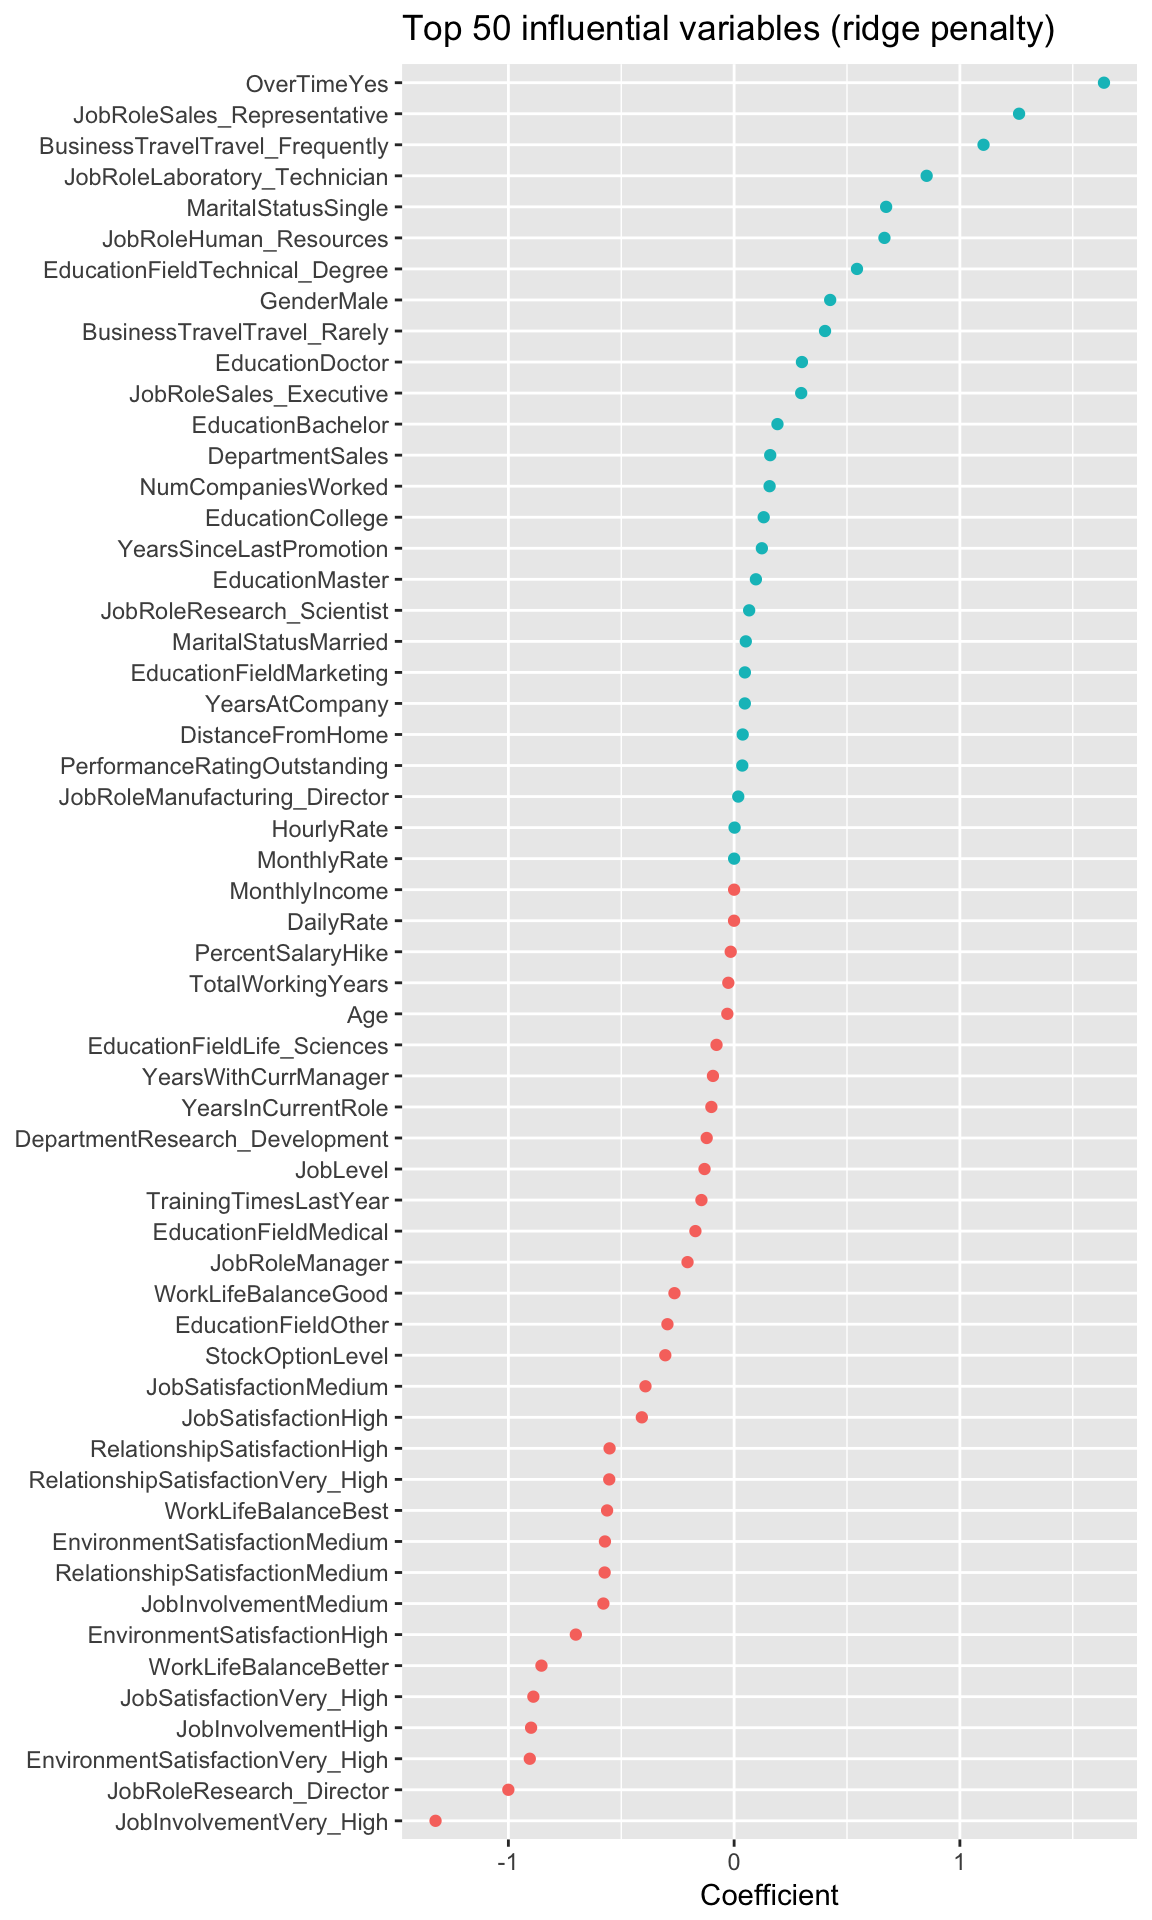 Top 50 influential variables (ridge penalty)
OverTimeYes
JobRoleSales_Representative
BusinessTravelTravel_Frequently
JobRoleLaboratory_Technician
MaritalStatusSingle
JobRoleHuman_Resources
EducationFieldTechnical_Degree
GenderMale
BusinessTravelTravel_Rarely
EducationDoctor
JobRoleSales_Executive
EducationBachelor
DepartmentSales
NumCompaniesWorked
EducationCollege
YearsSinceLastPromotion
EducationMaster
JobRoleResearch_Scientist
MaritalStatusMarried
EducationFieldMarketing
YearsAtCompany
DistanceFromHome
PerformanceRatingOutstanding
JobRoleManufacturing_Director
HourlyRate
MonthlyRate
MonthlyIncome
DailyRate
PercentSalaryHike
TotalWorkingYears
Age
EducationFieldLife_Sciences
YearsWithCurrManager
YearsInCurrentRole
DepartmentResearch_Development
JobLevel
TrainingTimesLastYear
EducationFieldMedical
JobRoleManager
WorkLifeBalanceGood
EducationFieldOther
StockOptionLevel
JobSatisfactionMedium
JobSatisfactionHigh
RelationshipSatisfactionHigh
RelationshipSatisfactionVery_High
WorkLifeBalanceBest
EnvironmentSatisfactionMedium
RelationshipSatisfactionMedium
JobInvolvementMedium
EnvironmentSatisfactionHigh
WorkLifeBalanceBetter
JobSatisfactionVery_High
JobInvolvementHigh
EnvironmentSatisfactionVery_High
JobRoleResearch_Director
JobInvolvementVery_High
-1 0 1
Coefficient